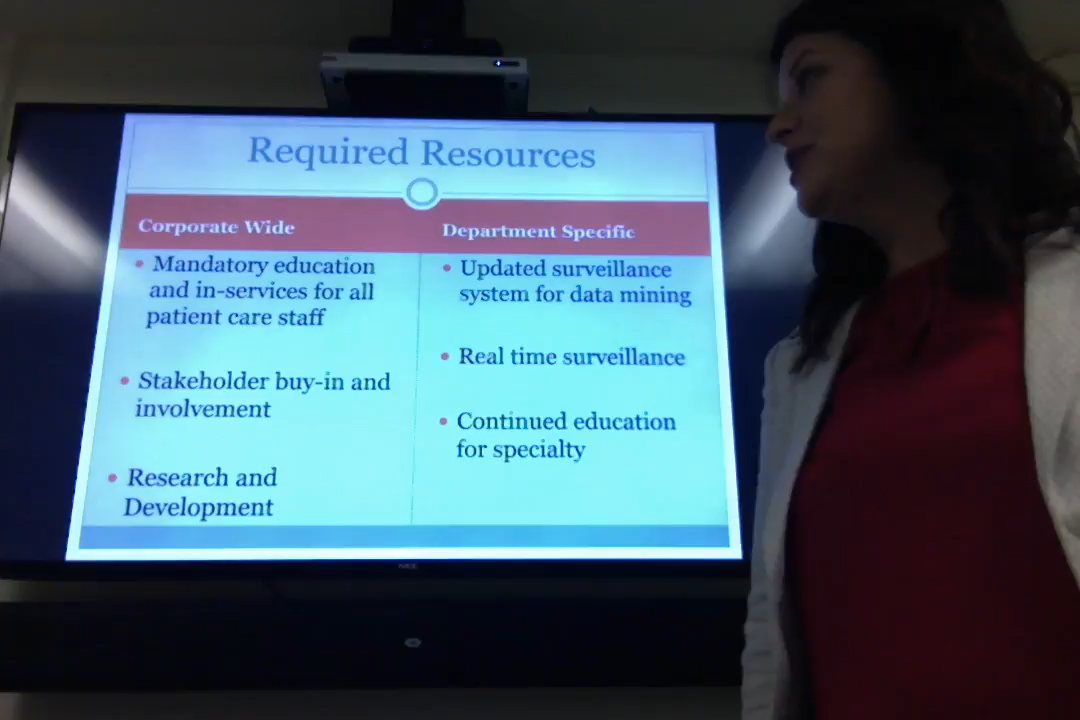 Required Resources
Corporate Wide
• Mandatory education
and in-services for all
patient care staff
• Stakeholder buy-in and
involvement
• Research and
Development
Department Specific
• Updated surveillance
system for data mining
• Real time surveillance
• Continued education
for specialty
NEC